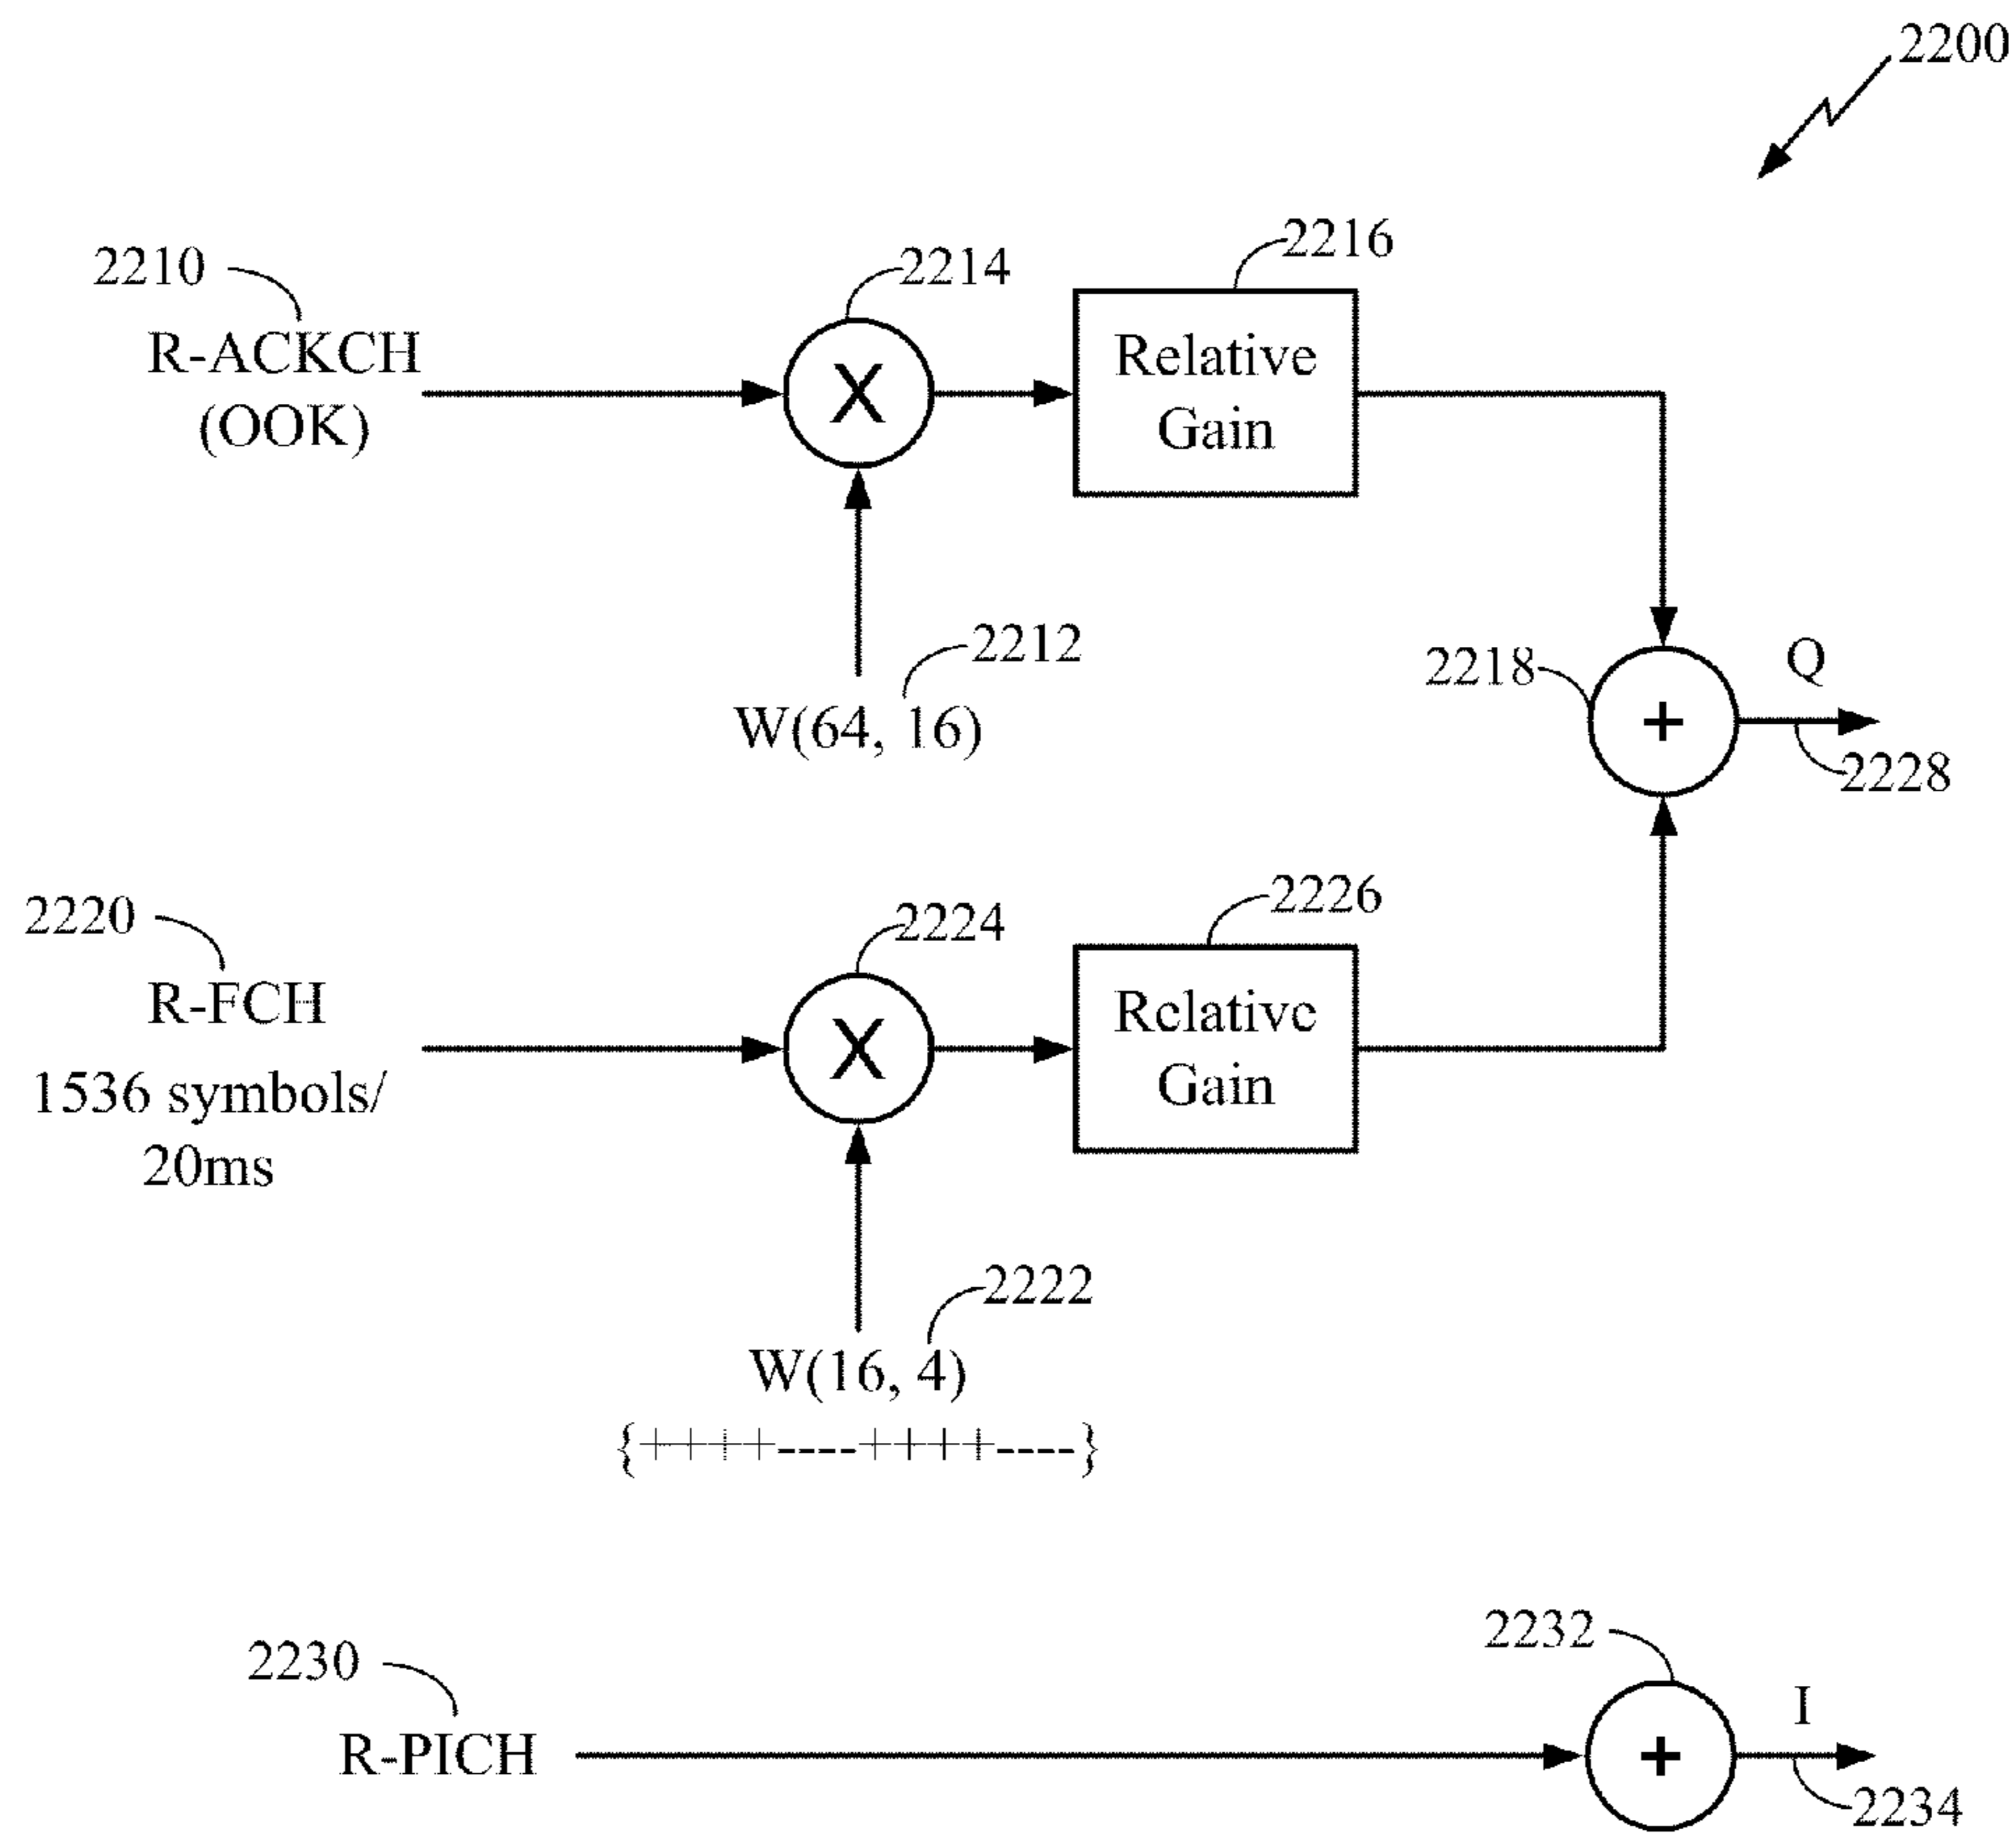 2200
2210
2214
2216
R-ACKCH
(OOK)
X
Relative
Gain
2212
W(64, 16)
2218
+
Q
2228
2220
2224
2226
R-FCH
1536 symbols/
20ms
X
Relative
Gain
2222
W(16, 4)
{++++----++++----}
2230
2232
R-PICH
+
I
2234